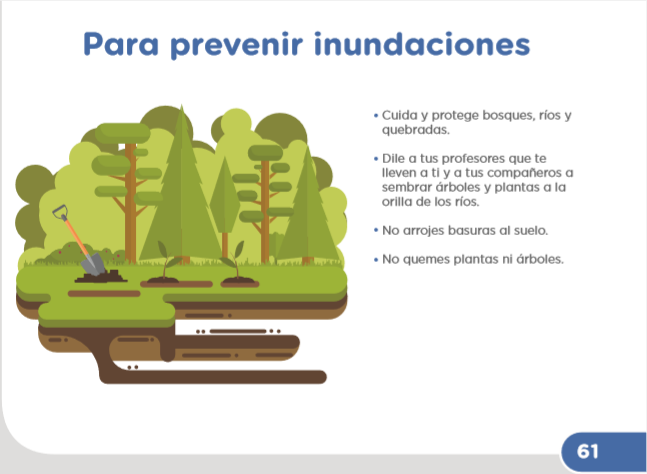 Para prevenir inundaciones
• Cuida y protege bosques, ríos y
quebradas.
• Dile a tus profesores que te
lleven a ti y a tus compañeros a
sembrar árboles y plantas a la
orilla de los ríos.
• No arrojes basuras al suelo.
• No quemes plantas ni árboles.
61